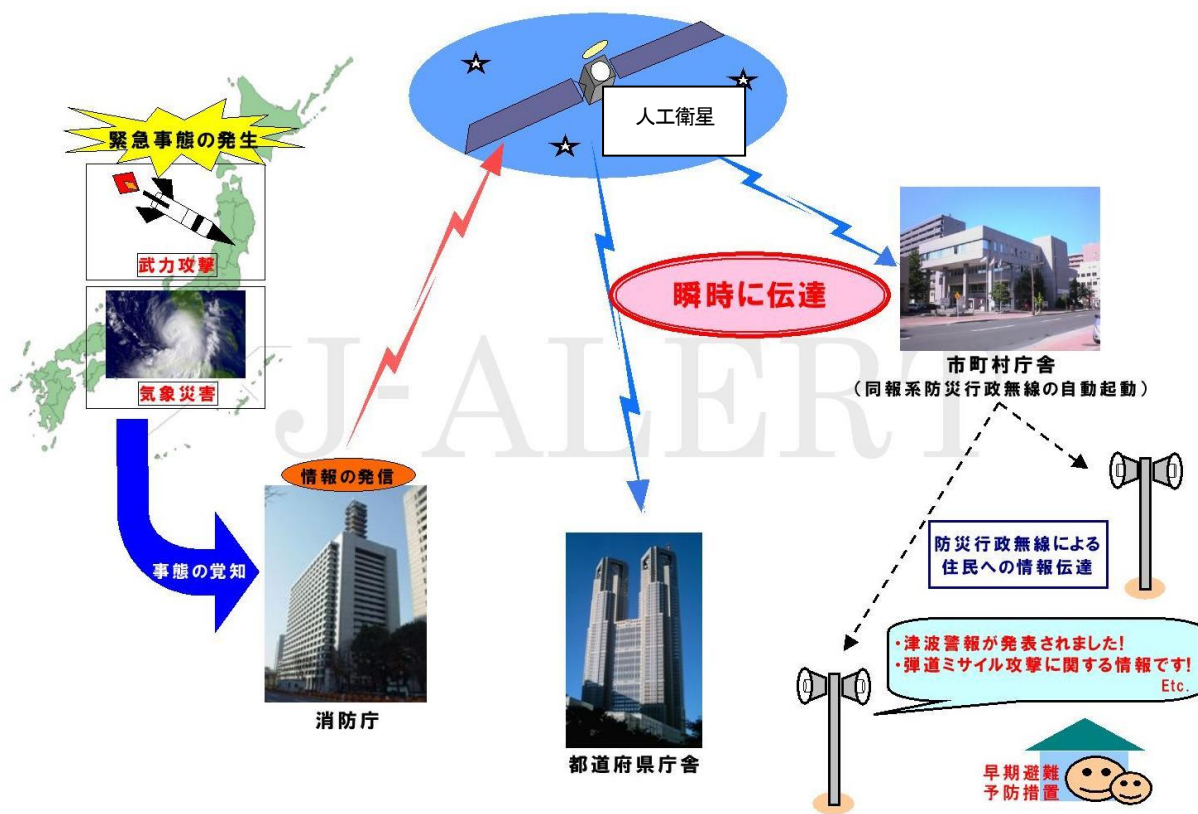 人工衛星
緊急事態の発生
武力攻撃
気象災害
J-ALERT
瞬時に伝達
市町村庁舎
（同報系防災行政無線の自動起動）
情報の発信
事態の覚知
消防庁
都道府県庁舎
防災行政無線による
住民への情報伝達
・津波警報が発表されました!
・弾道ミサイル攻撃に関する情報です!
Etc.
早期避難
予防措置